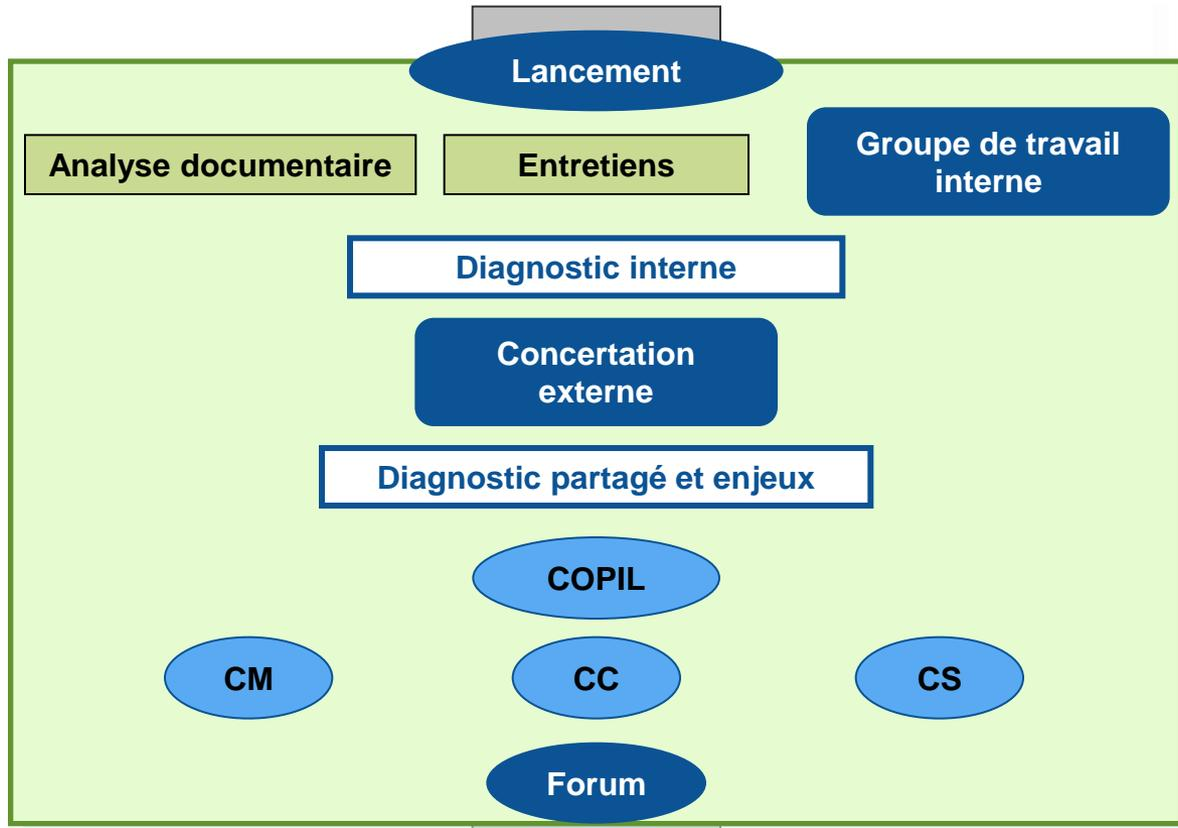 Lancement
Analyse documentaire
Entretiens
Groupe de travail
interne
Diagnostic interne
Concertation
externe
Diagnostic partagé et enjeux
COPIL
CM
CC
CS
Forum